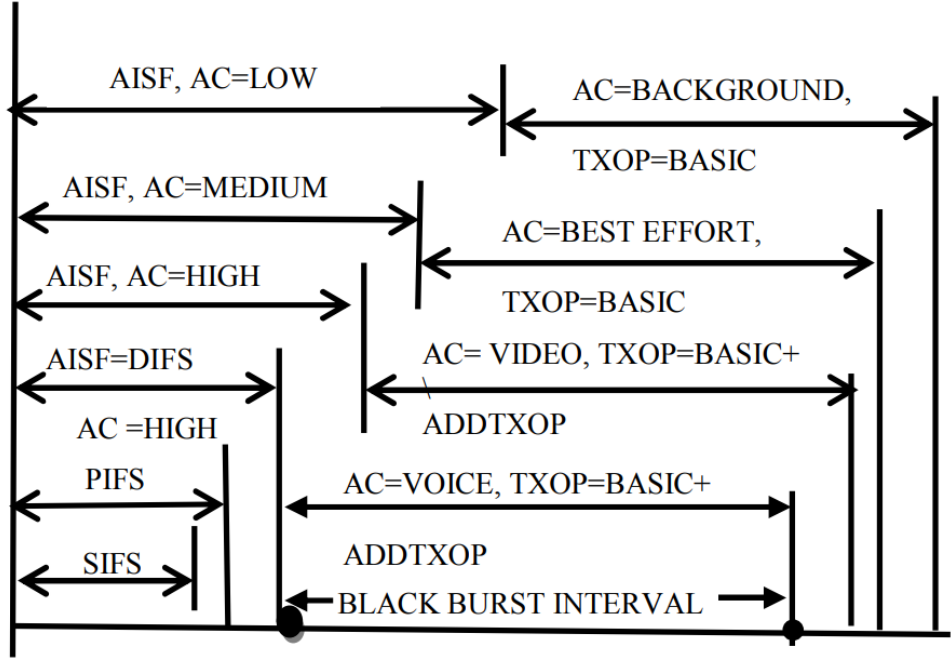 AISF, AC=LOW
AC=BACKGROUND,
TXOP=BASIC
AISF, AC=MEDIUM
AC=BEST EFFORT,
TXOP=BASIC
AISF, AC=HIGH
AISF=DIFS
AC= VIDEO, TXOP=BASIC+
\
ADDTXOP
AC =HIGH
PIFS
AC=VOICE, TXOP=BASIC+
ADDTXOP
SIFS
BLACK BURST INTERVAL